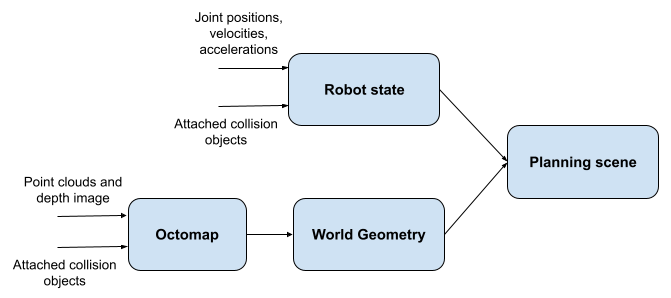 Joint positions,
velocities,
accelerations
Robot state
Attached collision
objects
Planning scene
Point clouds and
depth image
Octomap
World Geometry
Attached collision
objects